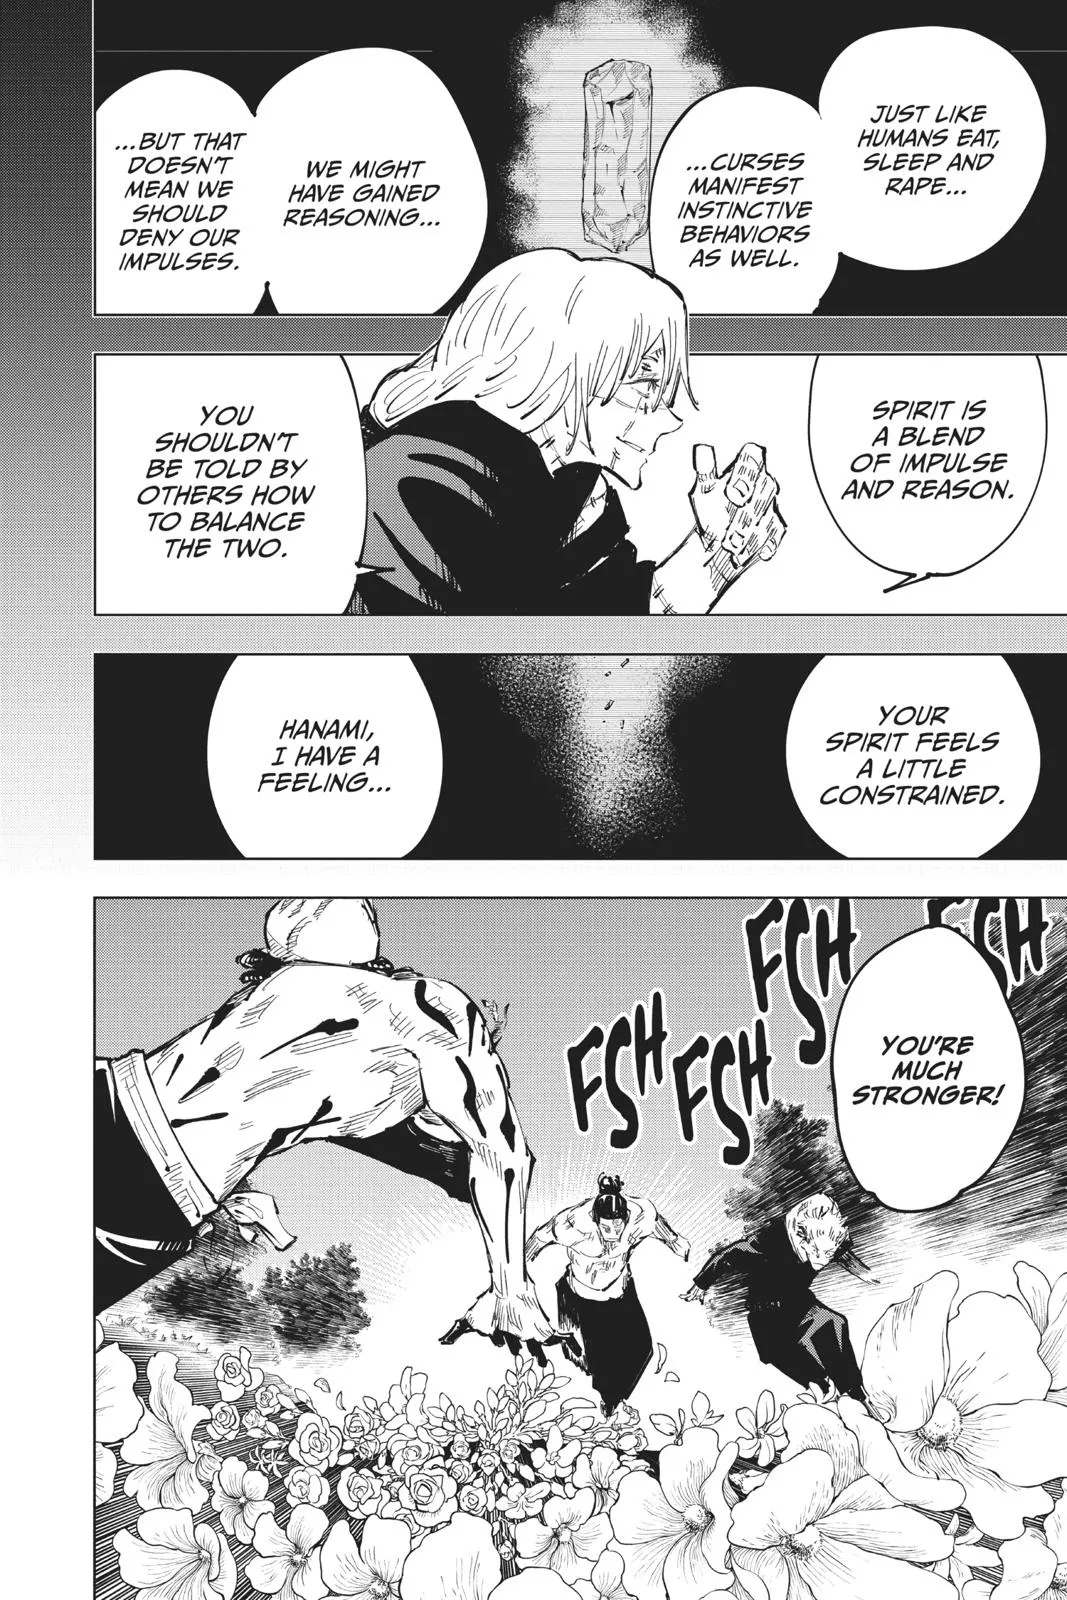 JUST LIKE
HUMANS EAT,
SLEEP AND
RAPE...
...CURSES
MANIFEST
INSTINCTIVE
BEHAVIORS
AS WELL.
WE MIGHT
HAVE GAINED
REASONING...
...BUT THAT
DOESN'T
MEAN WE
SHOULD
DENY OUR
IMPULSES.
SPIRIT IS
A BLEND
OF IMPULSE
AND REASON.
YOU
SHOULDN'T
BE TOLD BY
OTHERS HOW
TO BALANCE
THE TWO.
YOUR
SPIRIT FEELS
A LITTLE
CONSTRAINED.
HANAMI,
I HAVE A
FEELING...
YOU'RE
MUCH
STRONGER!
FSH
FSH
FSH
FSH